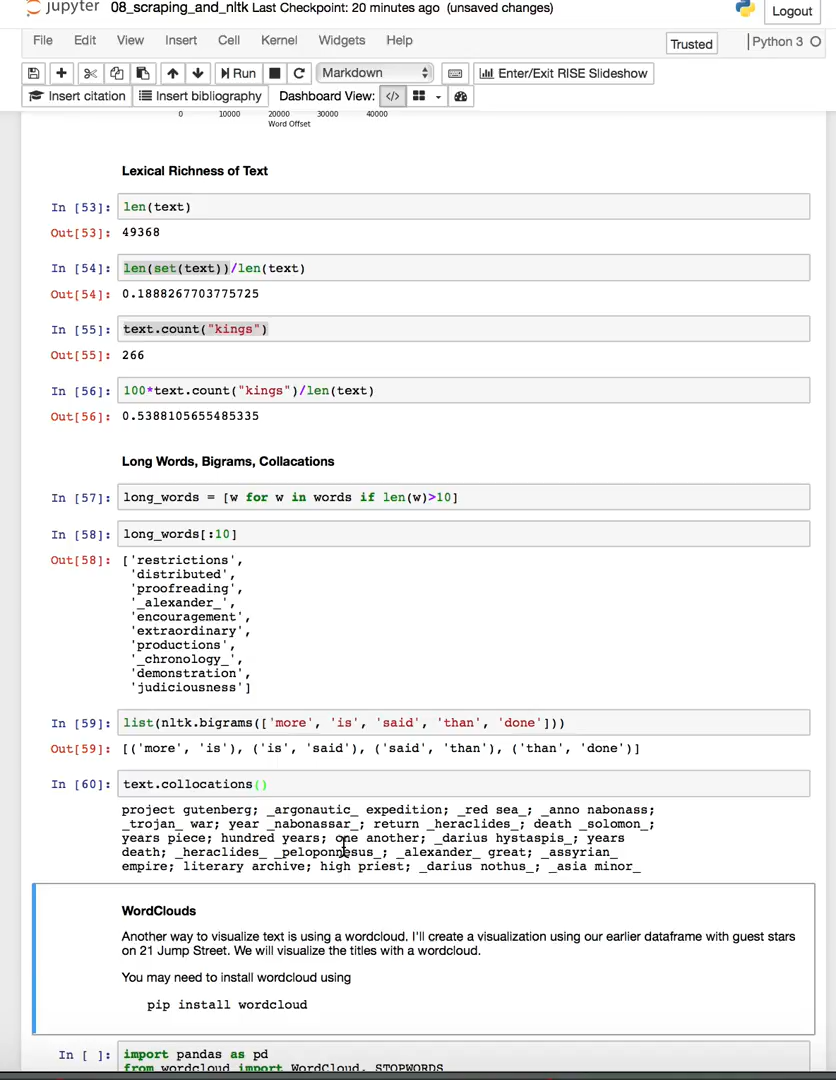 jupyter 08_scraping_and_nltk Last Checkpoint: 20 minutes ago (unsaved changes)
Logout
File Edit View Insert Cell Kernel Widgets Help
Trusted Python 3
Run Markdown Enter/Exit RISE Slideshow
Insert citation Insert bibliography Dashboard View: </>
0 10000 20000 30000 40000
Word Offset
Lexical Richness of Text
In [53]: len(text)
Out[53]: 49368
In [54]: len(set(text))/len(text)
Out[54]: 0.1888267703775725
In [55]: text.count("kings")
Out[55]: 266
In [56]: 100*text.count("kings")/len(text)
Out[56]: 0.5388105655485335
Long Words, Bigrams, Collacations
In [57]: long_words = [w for w in words if len(w)>10]
In [58]: long_words[:10]
Out[58]: ['restrictions',
'distributed',
'proofreading',
'_alexander_',
'encouragement',
'extraordinary',
'productions',
'_chronology_',
'demonstration',
'judiciousness']
In [59]: list(nltk.bigrams(['more', 'is', 'said', 'than', 'done']))
Out[59]: [('more', 'is'), ('is', 'said'), ('said', 'than'), ('than', 'done')]
In [60]: text.collocations()
project gutenberg; _argonautic_ expedition; _red sea_; _anno nabonass;
_trojan_ war; year _nabonassar_; return _heraclides_; death _solomon_;
years piece; hundred years; one another; _darius hystaspis_; years
death; _heraclides_ _peloponnesus_; _alexander_ great; _assyrian_
empire; literary archive; high priest; _darius nothus_; _asia minor_
WordClouds
Another way to visualize text is using a wordcloud. I'll create a visualization using our earlier dataframe with guest stars
on 21 Jump Street. We will visualize the titles with a wordcloud.
You may need to install wordcloud using
pip install wordcloud
In [ ]: import pandas as pd
from wordcloud import WordCloud, STOPWORDS